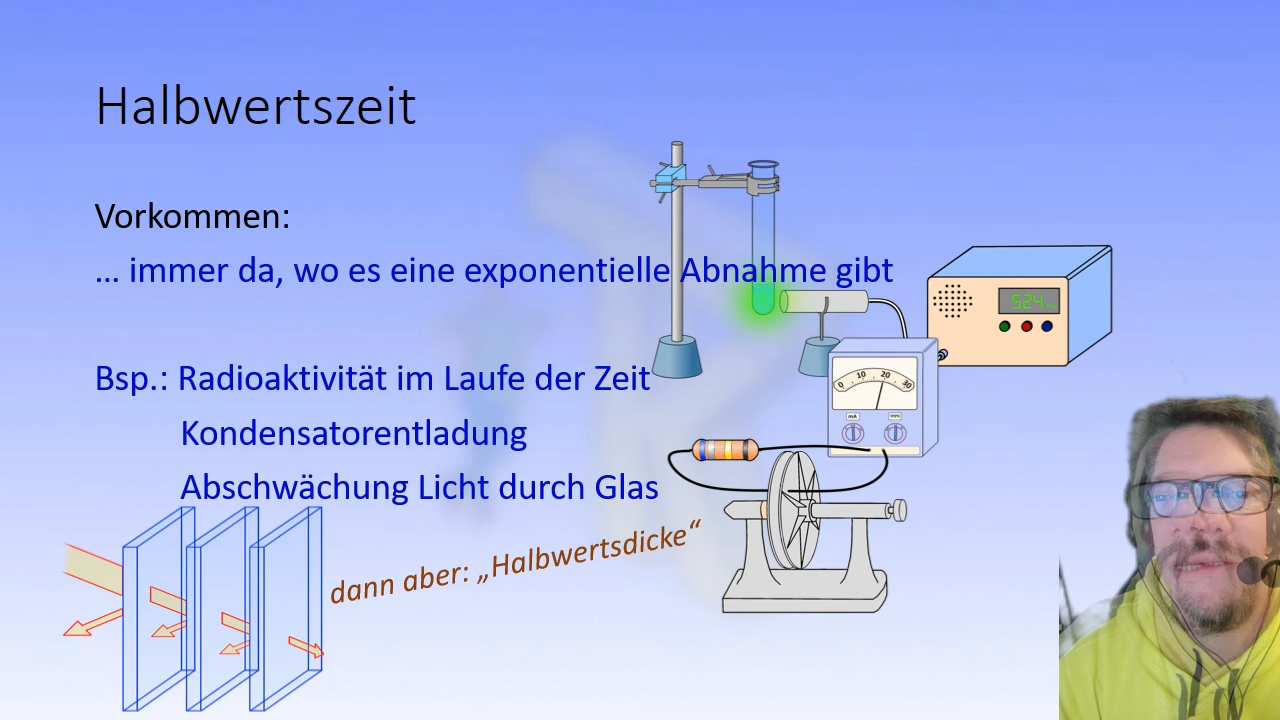 Halbwertszeit
Vorkommen:
... immer da, wo es eine exponentielle Abnahme gibt
Bsp.: Radioaktivität im Laufe der Zeit
Kondensatorentladung
Abschwächung Licht durch Glas
dann aber: „Halbwertsdicke“
524
0 10 20 30
mA